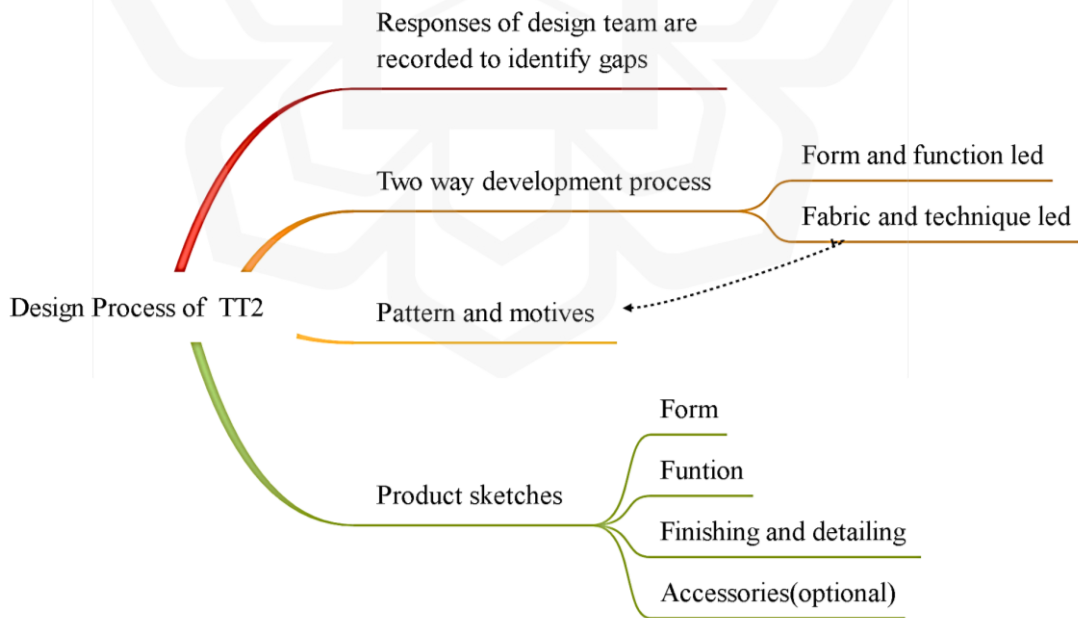 Responses of design team are
recorded to identify gaps
Two way development process
Form and function led
Fabric and technique led
Design Process of TT2
Pattern and motives
Product sketches
Form
Funtion
Finishing and detailing
Accessories(optional)